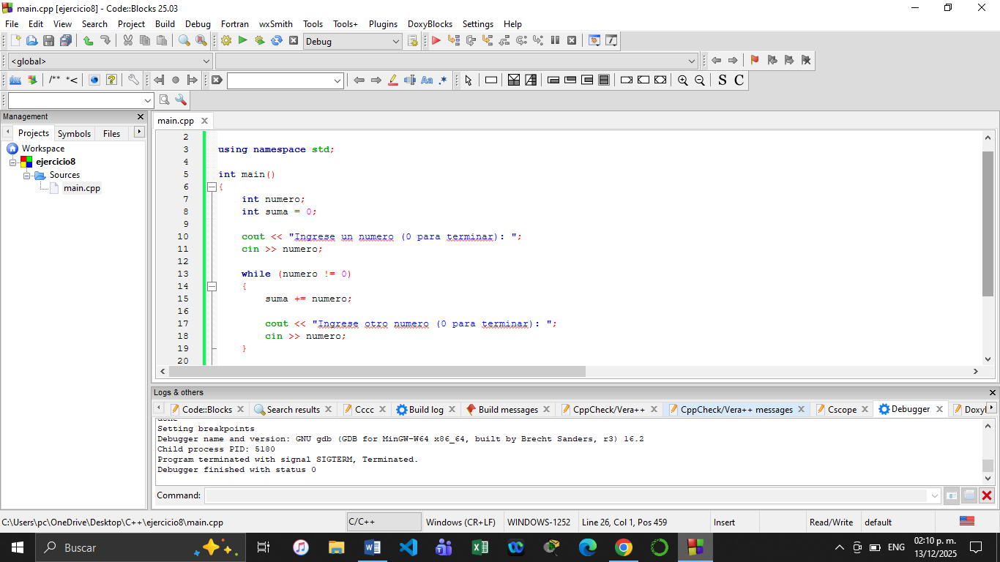 main.cpp [ejercicio8] - Code::Blocks 25.03
File Edit View Search Project Build Debug Fortran wxSmith Tools Tools+ Plugins DoxyBlocks Settings Help
Debug
<global>
/** *<
Aa .* S C
Management
Projects Symbols Files
Workspace
ejercicio8
Sources
main.cpp
main.cpp
2
3 using namespace std;
4
5 int main()
6 {
7 int numero;
8 int suma = 0;
9
10 cout << "Ingrese un numero (0 para terminar): ";
11 cin >> numero;
12
13 while (numero != 0)
14 {
15 suma += numero;
16
17 cout << "Ingrese otro numero (0 para terminar): ";
18 cin >> numero;
19 }
20
Logs & others
Code::Blocks Search results Cccc Build log Build messages CppCheck/Vera++ CppCheck/Vera++ messages Cscope Debugger Doxyl
done
Setting breakpoints
Debugger name and version: GNU gdb (GDB for MinGW-W64 x86_64, built by Brecht Sanders, r3) 16.2
Child process PID: 5180
Program terminated with signal SIGTERM, Terminated.
Debugger finished with status 0
Command:
C:\Users\pc\OneDrive\Desktop\C++\ejercicio8\main.cpp C/C++ Windows (CR+LF) WINDOWS-1252 Line 26, Col 1, Pos 459 Insert Read/Write default
Buscar
ENG
02:10 p. m.
13/12/2025